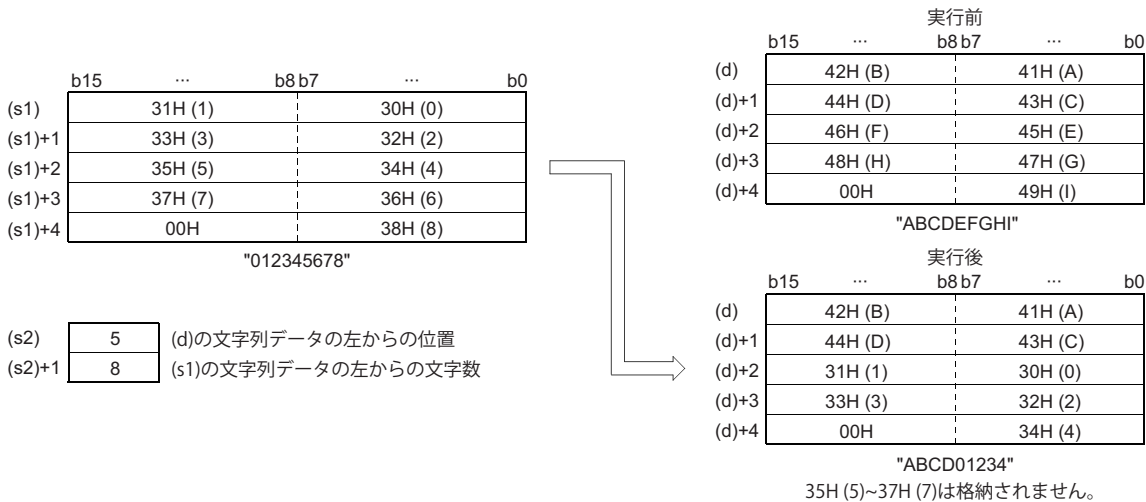 b15 … b8 b7 … b0
(s1) 31H (1) 30H (0)
(s1)+1 33H (3) 32H (2)
(s1)+2 35H (5) 34H (4)
(s1)+3 37H (7) 36H (6)
(s1)+4 00H 38H (8)
"012345678"
(s2) 5 (d)の文字列データの左からの位置
(s2)+1 8 (s1)の文字列データの左からの文字数
実行前
b15 … b8 b7 … b0
(d) 42H (B) 41H (A)
(d)+1 44H (D) 43H (C)
(d)+2 46H (F) 45H (E)
(d)+3 48H (H) 47H (G)
(d)+4 00H 49H (I)
"ABCDEFGHI"
実行後
b15 … b8 b7 … b0
(d) 42H (B) 41H (A)
(d)+1 44H (D) 43H (C)
(d)+2 31H (1) 30H (0)
(d)+3 33H (3) 32H (2)
(d)+4 00H 34H (4)
"ABCD01234"
35H (5)~37H (7)は格納されません。